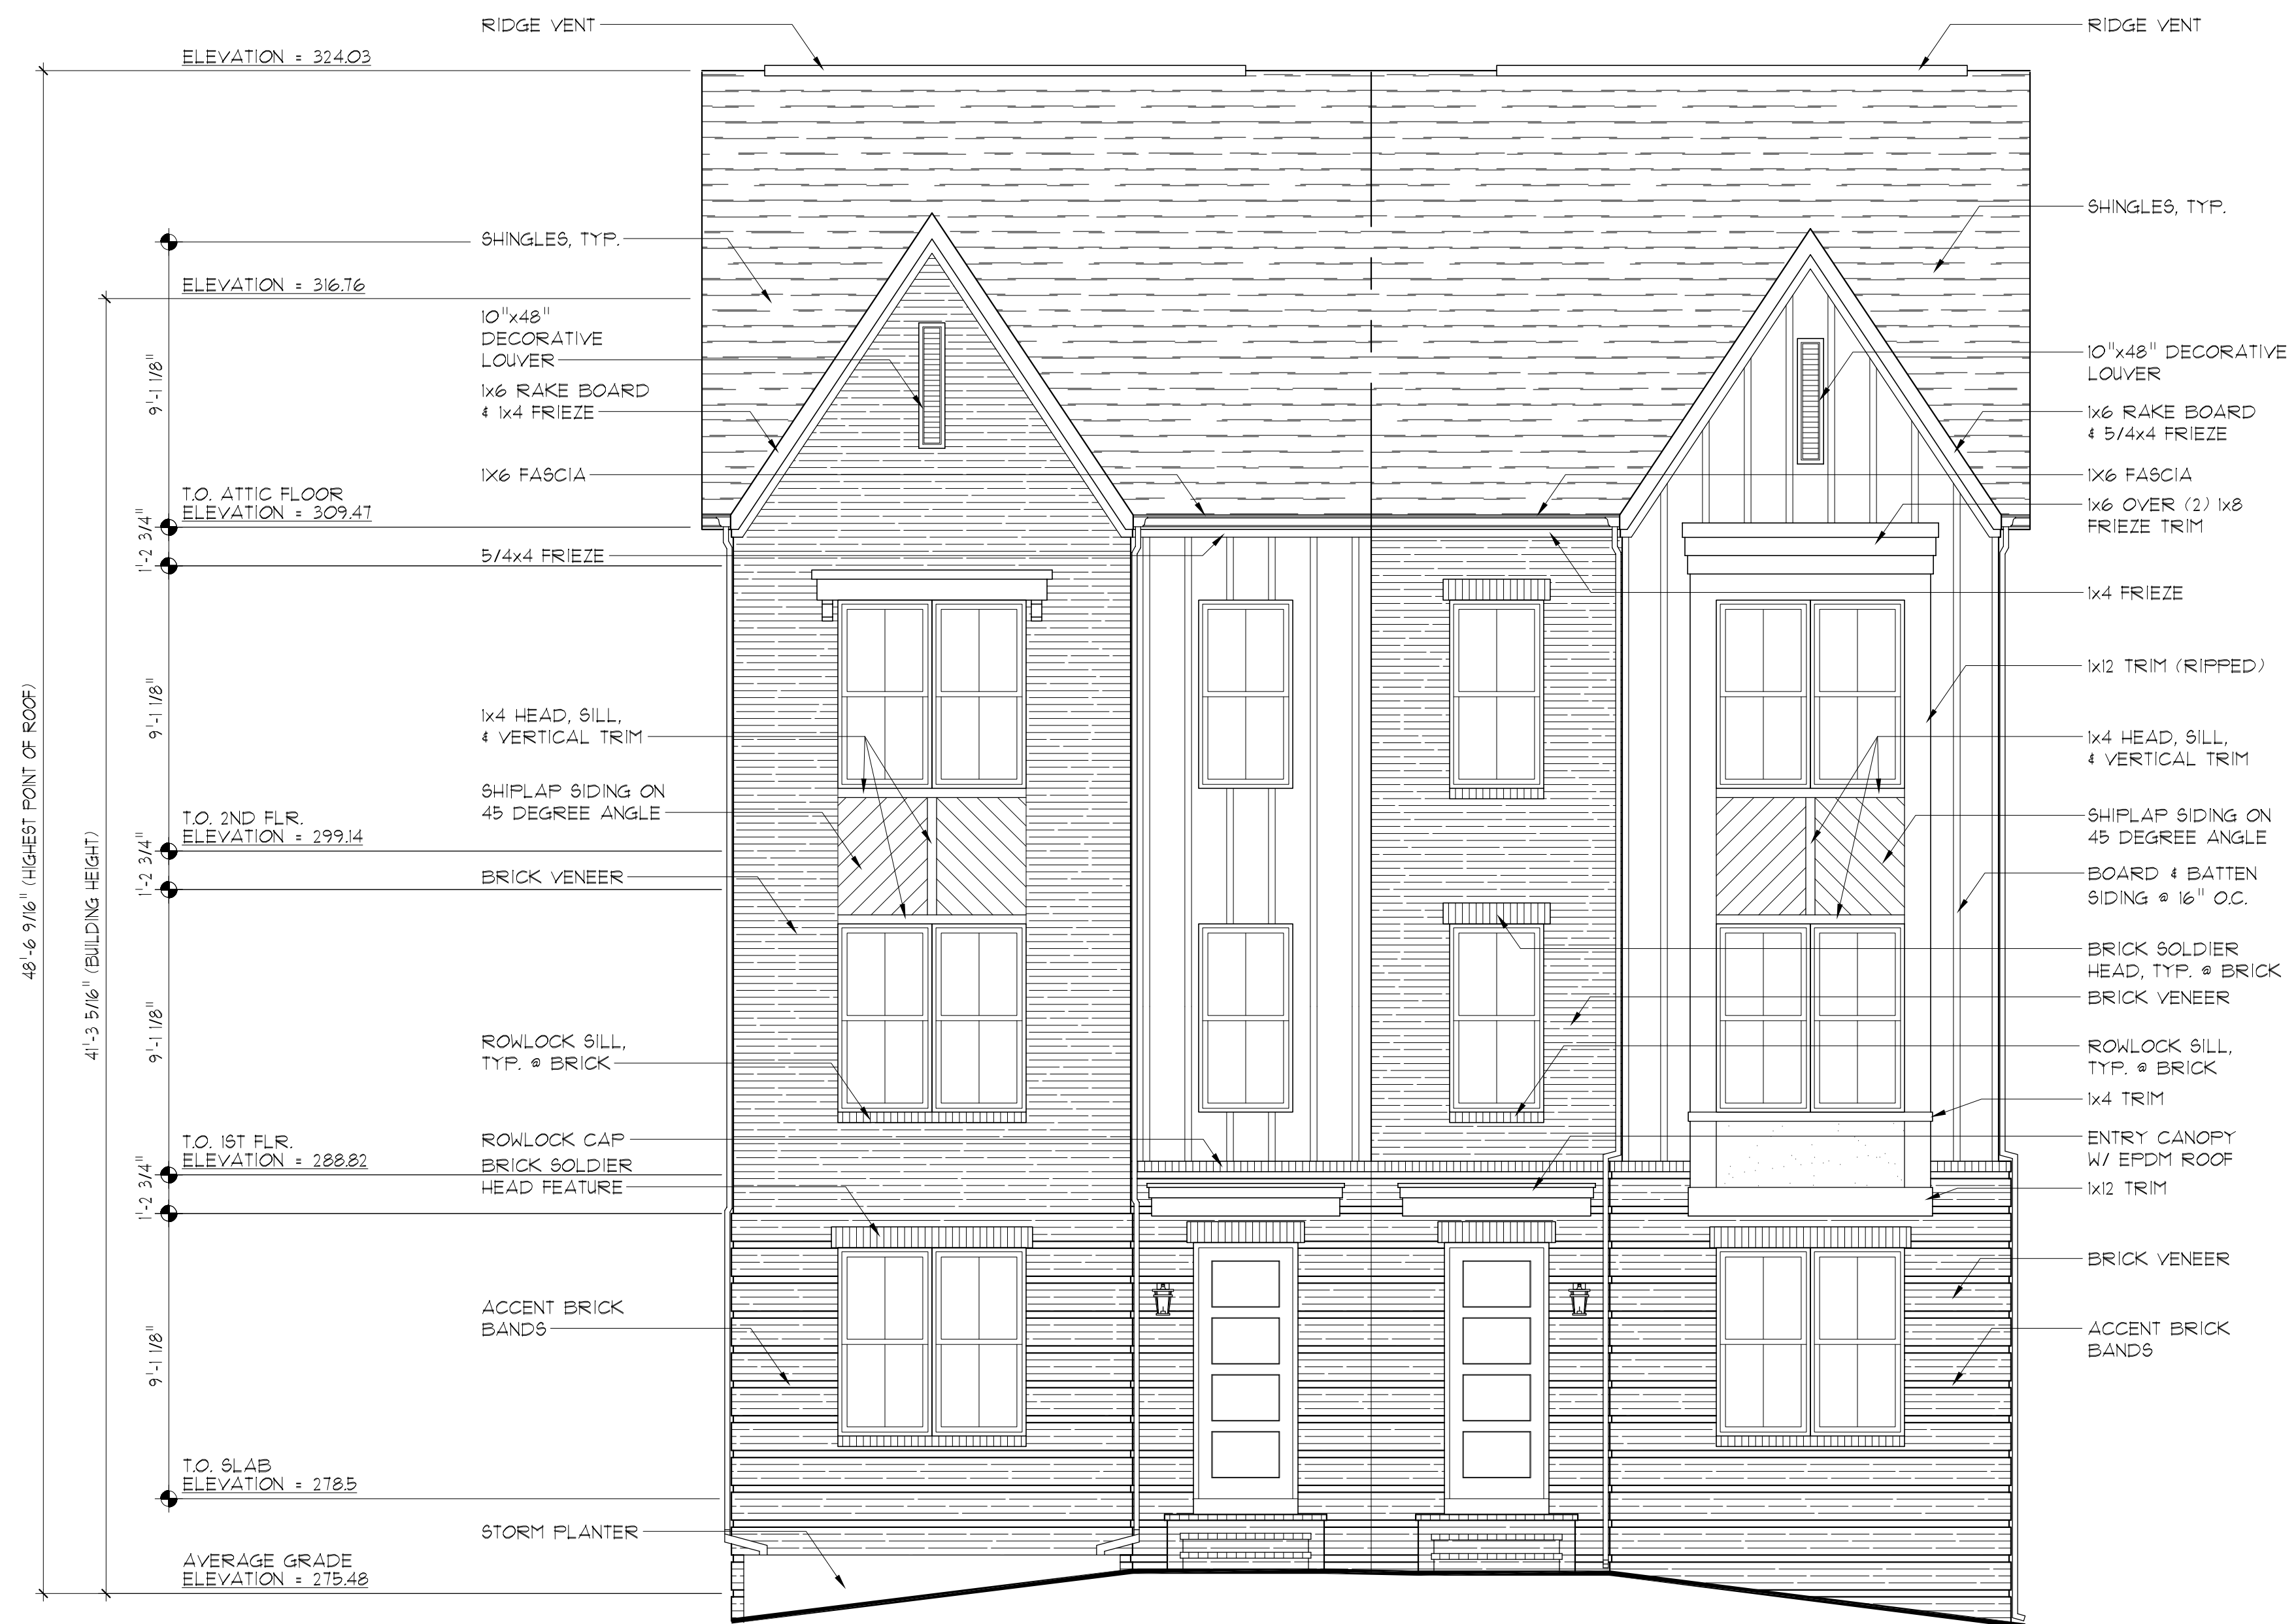 RIDGE VENT
RIDGE VENT
ELEVATION = 324.03
SHINGLES, TYP.
SHINGLES, TYP.
ELEVATION = 316.76
10"x48"
DECORATIVE
LOUVER
10"x48" DECORATIVE
LOUVER
1x6 RAKE BOARD
& 1x4 FRIEZE
1x6 RAKE BOARD
& 5/4x4 FRIEZE
1X6 FASCIA
1X6 FASCIA
T.O. ATTIC FLOOR
ELEVATION = 309.47
1x6 OVER (2) 1x8
FRIEZE TRIM
5/4x4 FRIEZE
1x4 FRIEZE
1x12 TRIM (RIPPED)
1x4 HEAD, SILL,
& VERTICAL TRIM
1x4 HEAD, SILL,
& VERTICAL TRIM
SHIPLAP SIDING ON
45 DEGREE ANGLE
SHIPLAP SIDING ON
45 DEGREE ANGLE
T.O. 2ND FLR.
ELEVATION = 299.14
BRICK VENEER
BOARD & BATTEN
SIDING @ 16" O.C.
BRICK SOLDIER
HEAD, TYP. @ BRICK
BRICK VENEER
ROWLOCK SILL,
TYP. @ BRICK
ROWLOCK SILL,
TYP. @ BRICK
1x4 TRIM
T.O. 1ST FLR.
ELEVATION = 288.82
ROWLOCK CAP
ENTRY CANOPY
W/ EPDM ROOF
BRICK SOLDIER
HEAD FEATURE
1x12 TRIM
BRICK VENEER
ACCENT BRICK
BANDS
ACCENT BRICK
BANDS
T.O. SLAB
ELEVATION = 278.5
STORM PLANTER
AVERAGE GRADE
ELEVATION = 275.48
48'-6 9/16" (HIGHEST POINT OF ROOF)
41'-3 5/16" (BUILDING HEIGHT)
9'-1 1/8"
1'-2 3/4"
9'-1 1/8"
1'-2 3/4"
9'-1 1/8"
1'-2 3/4"
9'-1 1/8"